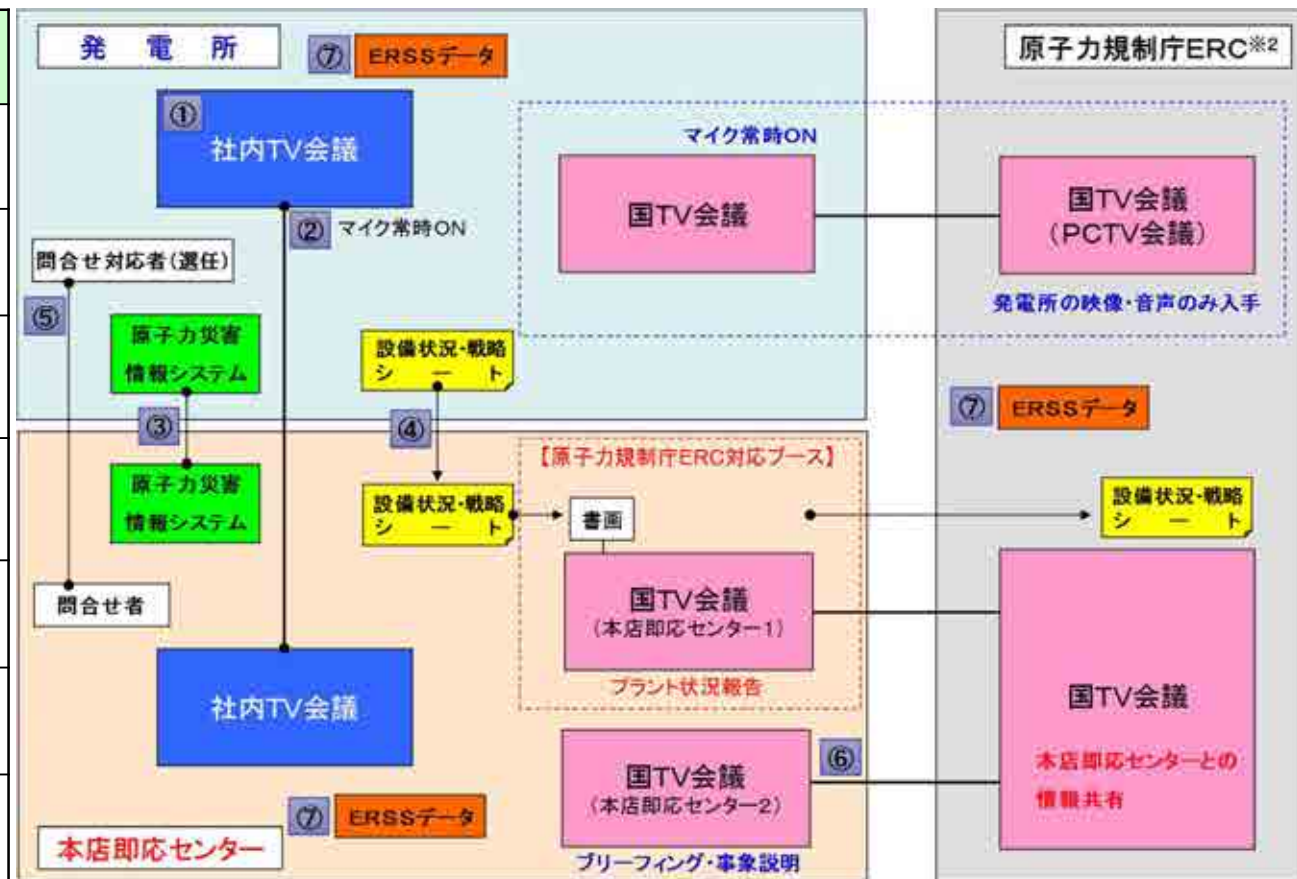 発電所
⑦ ERSSデータ
① 社内TV会議
② マイク常時ON
問合せ対応者(選任)
⑤
原子力災害
情報システム
③
原子力災害
情報システム
問合せ者
設備状況・戦略
シート
④
設備状況・戦略
シート
社内TV会議
⑦ ERSSデータ
本店即応センター
マイク常時ON
国TV会議
【原子力規制庁ERC対応ブース】
書画
国TV会議
(本店即応センター1)
プラント状況報告
国TV会議
(本店即応センター2)
⑥
ブリーフィング・事象説明
原子力規制庁ERC※2
国TV会議
(PCTV会議)
発電所の映像・音声のみ入手
⑦ ERSSデータ
設備状況・戦略
シート
国TV会議
本店即応センターとの
情報共有